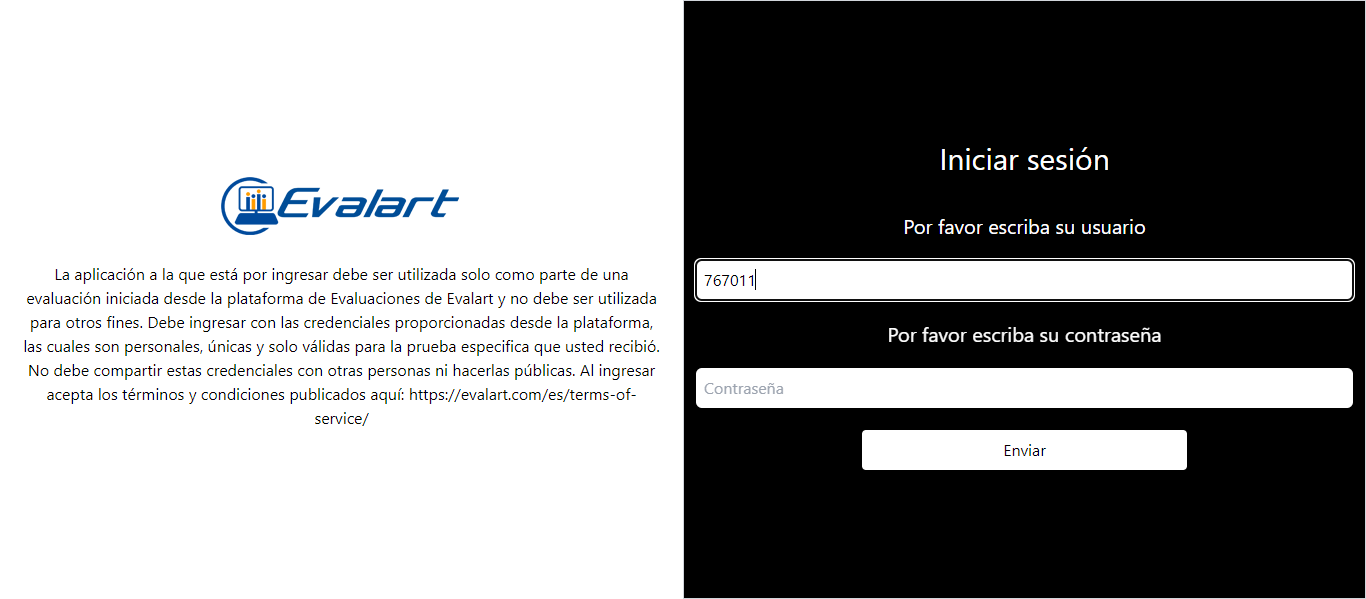 Evalart
La aplicación a la que está por ingresar debe ser utilizada solo como parte de una
evaluación iniciada desde la plataforma de Evaluaciones de Evalart y no debe ser utilizada
para otros fines. Debe ingresar con las credenciales proporcionadas desde la plataforma,
las cuales son personales, únicas y solo válidas para la prueba especifica que usted recibió.
No debe compartir estas credenciales con otras personas ni hacerlas públicas. Al ingresar
acepta los términos y condiciones publicados aquí: https://evalart.com/es/terms-of-
service/
Iniciar sesión
Por favor escriba su usuario
767011
Por favor escriba su contraseña
Contraseña
Enviar